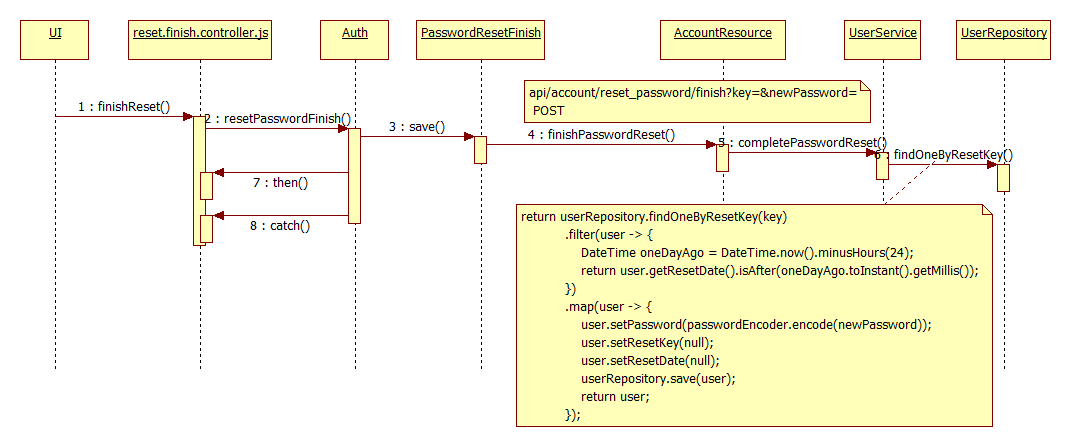 UI
reset.finish.controller.js
Auth
PasswordResetFinish
AccountResource
UserService
UserRepository
api/account/reset_password/finish?key=&newPassword=
POST
1 : finishReset()
2 : resetPasswordFinish()
3 : save()
4 : finishPasswordReset()
5 : completePasswordReset()
6 : findOneByResetKey()
7 : then()
8 : catch()
return userRepository.findOneByResetKey(key)
.filter(user -> {
DateTime oneDayAgo = DateTime.now().minusHours(24);
return user.getResetDate().isAfter(oneDayAgo.toInstant().getMillis());
})
.map(user -> {
user.setPassword(passwordEncoder.encode(newPassword));
user.setResetKey(null);
user.setResetDate(null);
userRepository.save(user);
return user;
});